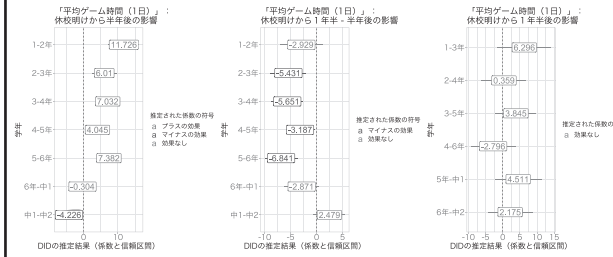 「平均ゲーム時間（1日）」：
休校明けから半年後の影響
1-2年
11.726
2-3年
6.01
3-4年
7.032
4-5年
4.045
5-6年
7.382
6年-中1
-0.304
中1-中2
-4.226
学年
0
10
DIDの推定結果（係数と信頼区間）
推定された係数の符号
a プラスの効果
a マイナスの効果
a 効果なし
「平均ゲーム時間（1日）」：
休校明けから1年半 - 半年後の影響
1-2年
-2.929
2-3年
-5.431
3-4年
-5.651
4-5年
-3.187
5-6年
-6.841
6年-中1
-2.871
中1-中2
2.479
学年
-10
-5
0
5
DIDの推定結果（係数と信頼区間）
推定された係数の符号
a マイナスの効果
a 効果なし
「平均ゲーム時間（1日）」：
休校明けから1年半後の影響
1-3年
6.296
2-4年
0.359
3-5年
3.845
4-6年
-2.796
5年-中1
4.511
6年-中2
2.175
学年
-10
-5
0
5
10
15
DIDの推定結果（係数と信頼区間）
推定された係数の
a 効果なし